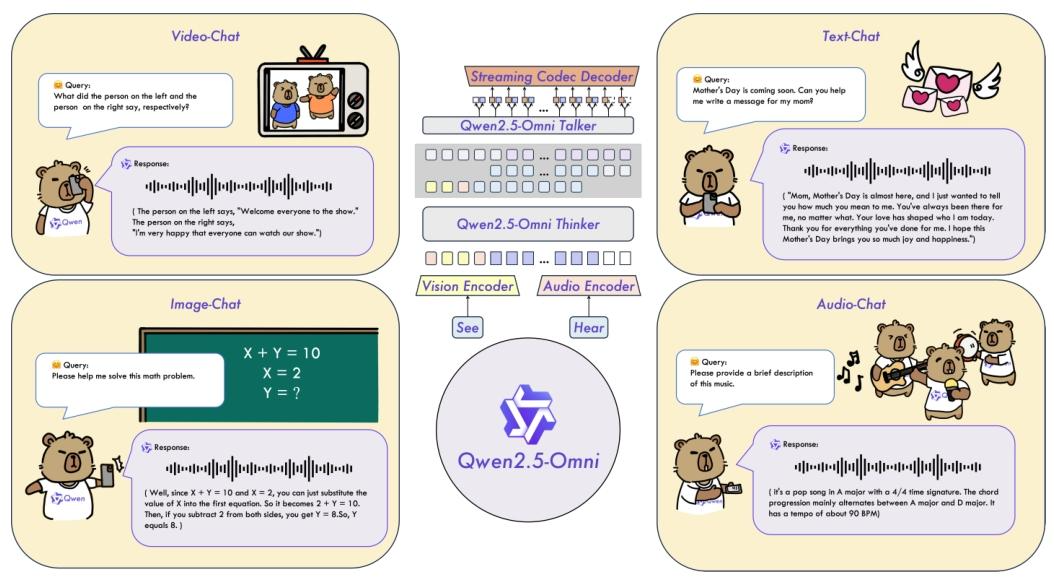 Video-Chat
Query:
What did the person on the left and the
person on the right say, respectively?
Response:
( The person on the left says, "Welcome everyone to the show."
The person on the right says,
"I'm very happy that everyone can watch our show.")
Qwen
Image-Chat
Query:
Please help me solve this math problem.
X + Y = 10
X = 2
Y = ?
Response:
( Well, since X + Y = 10 and X = 2, you can just substitute the
value of X into the first equation. So it becomes 2 + Y = 10.
Then, if you subtract 2 from both sides, you get Y = 8.So, Y
equals 8. )
Qwen
Streaming Codec Decoder
...
Qwen2.5-Omni Talker
...
...
...
Qwen2.5-Omni Thinker
...
Vision Encoder
Audio Encoder
See
Hear
Qwen2.5-Omni
Text-Chat
Query:
Mother's Day is coming soon. Can you help
me write a message for my mom?
Response:
( "Mom, Mother's Day is almost here, and I just wanted to tell
you how much you mean to me. You've always been there for
me, no matter what. Your love has shaped who I am today.
Thank you for everything you've done for me. I hope this
Mother's Day brings you so much joy and happiness.")
Audio-Chat
Query:
Please provide a brief description
of this music.
Response:
( it's a pop song in A major with a 4/4 time signature. The chord
progression mainly alternates between A major and D major. It
has a tempo of about 90 BPM)